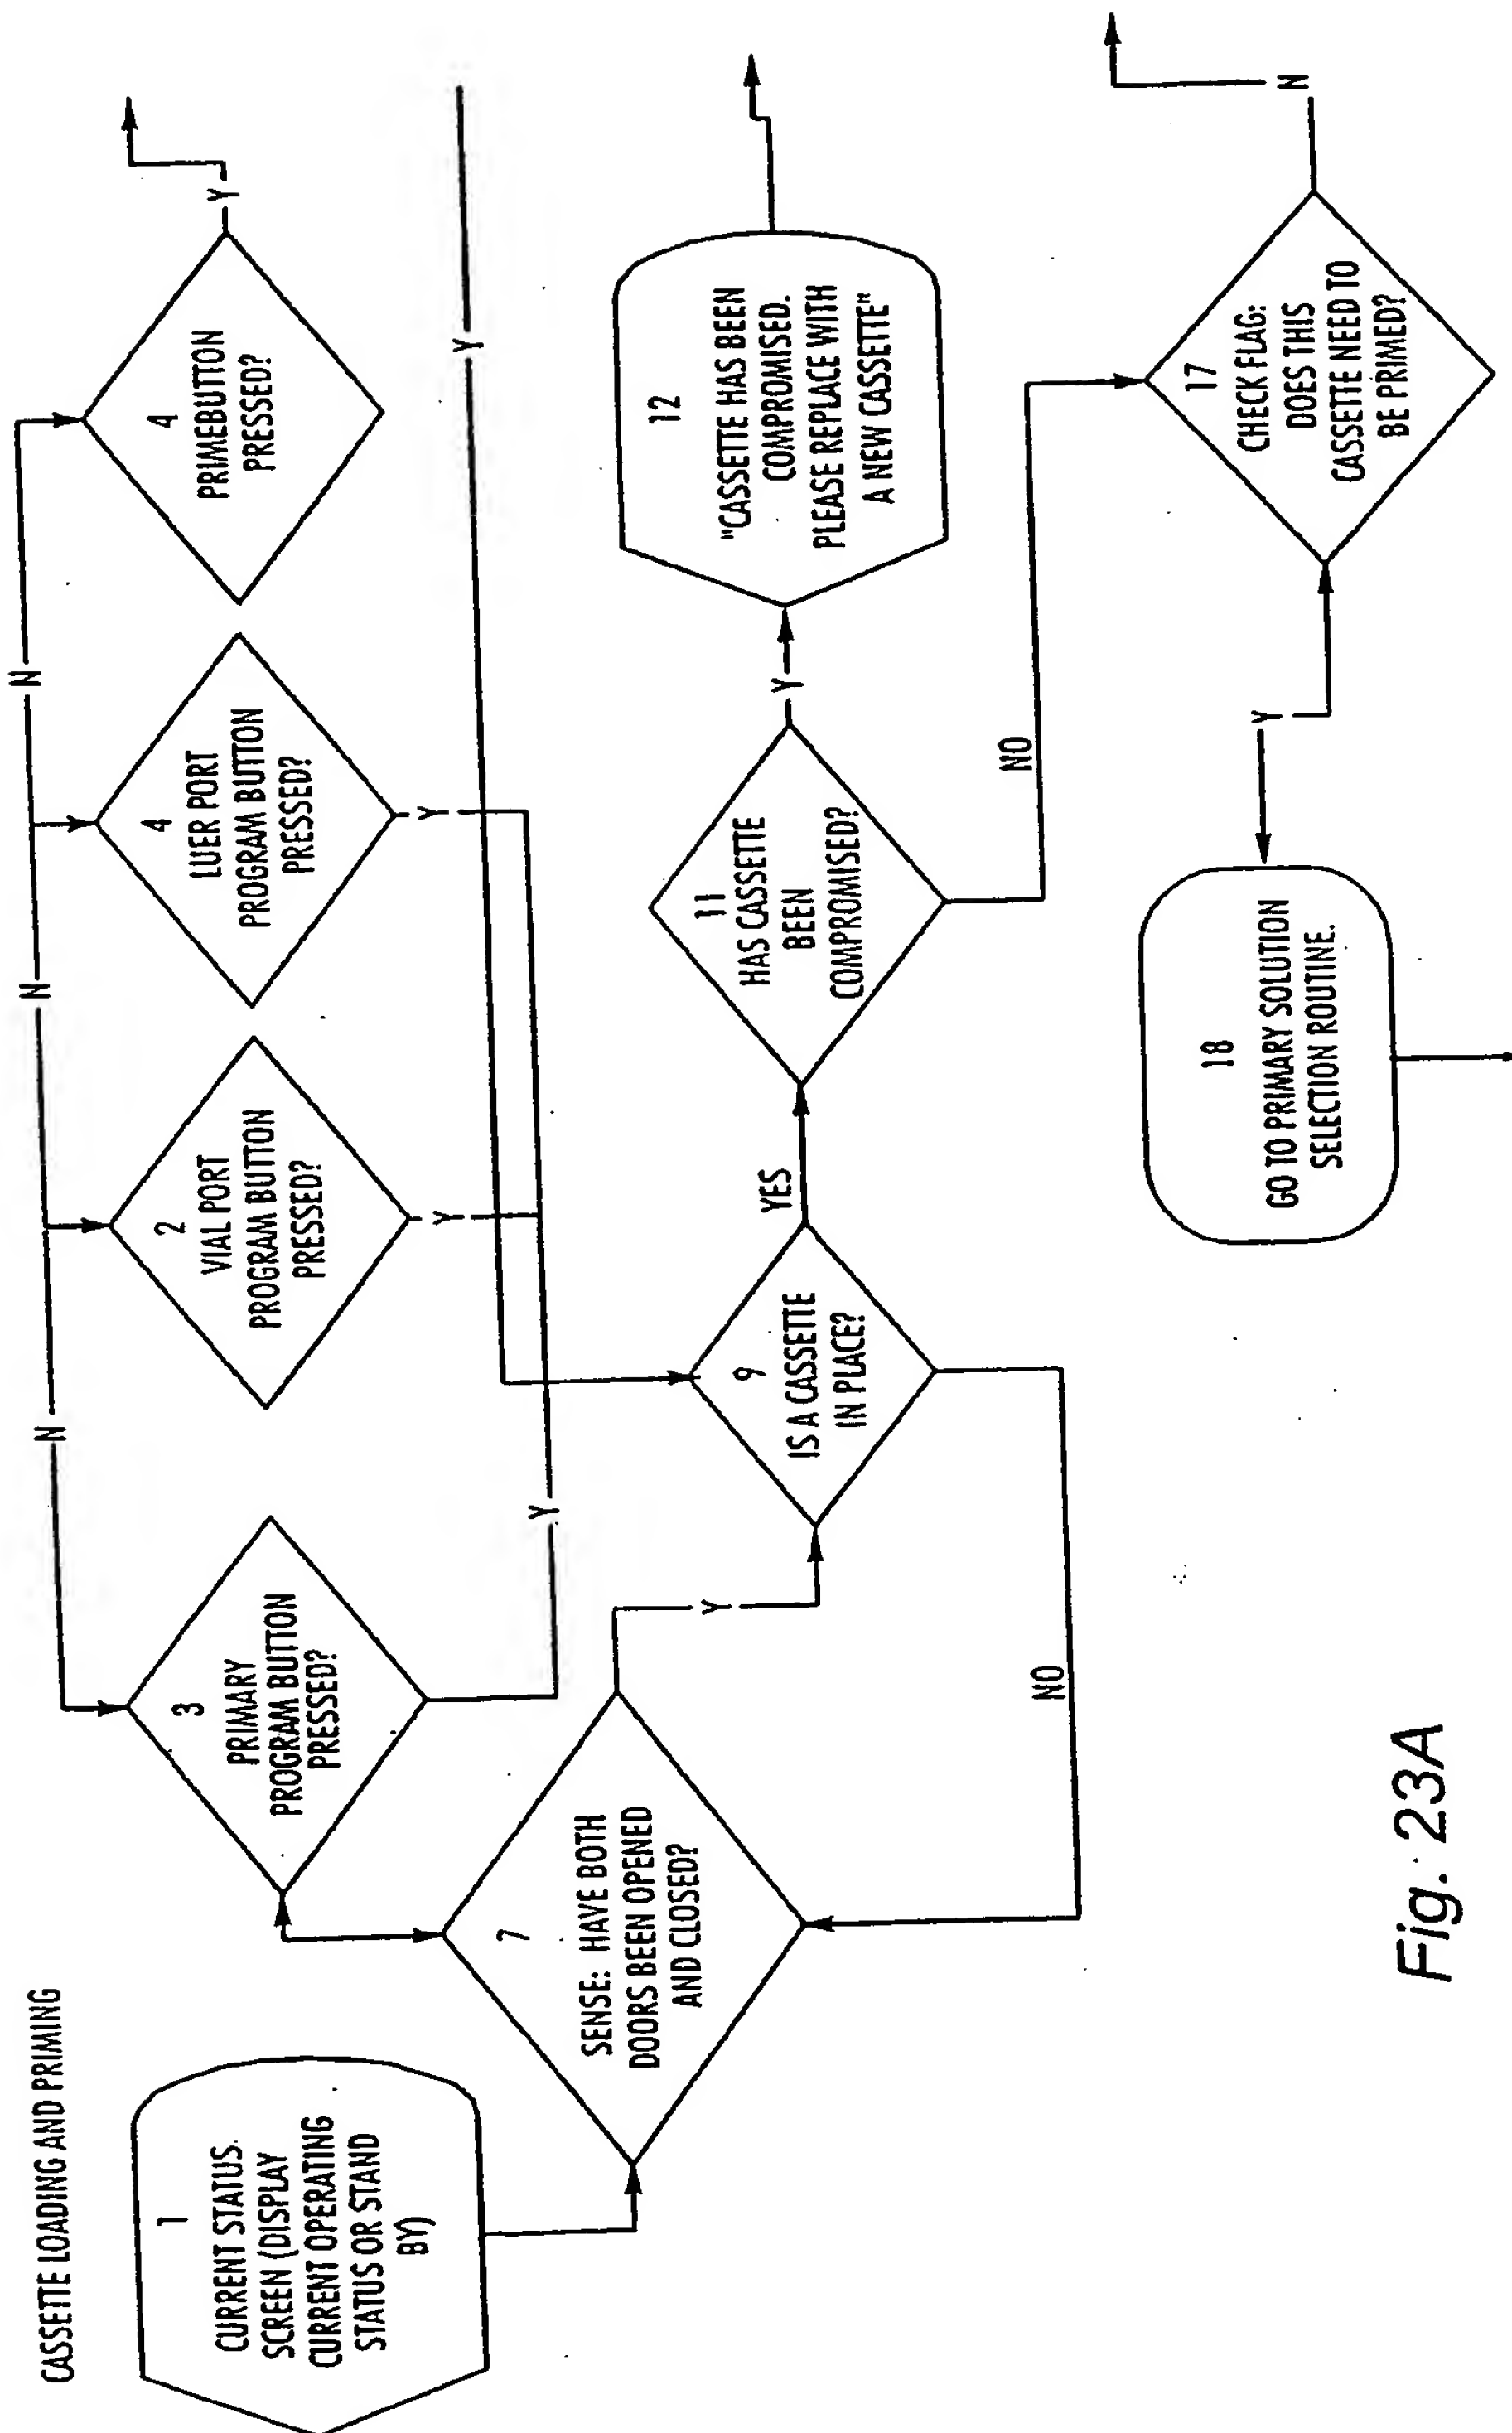 CASSETTE LOADING AND PRIMING
1
CURRENT STATUS.
SCREEN (DISPLAY
CURRENT OPERATING
STATUS OR STAND
BY)
N
N
N
3
PRIMARY
PROGRAM BUTTON
PRESSED?
2
VIAL PORT
PROGRAM BUTTON
PRESSED?
4
LUER PORT
PROGRAM BUTTON
PRESSED?
4
PRIMEBUTTON
PRESSED?
Y
Y
Y
Y
Y
7
SENSE: HAVE BOTH
DOORS BEEN OPENED
AND CLOSED?
Y
9
IS A CASSETTE
IN PLACE?
YES
11
HAS CASSETTE
BEEN
COMPROMISED?
Y
12
"CASSETTE HAS BEEN
COMPROMISED.
PLEASE REPLACE WITH
A NEW CASSETTE"
NO
NO
17
CHECK FLAG:
DOES THIS
CASSETTE NEED TO
BE PRIMED?
N
Y
18
GO TO PRIMARY SOLUTION
SELECTION ROUTINE.
Fig. 23A